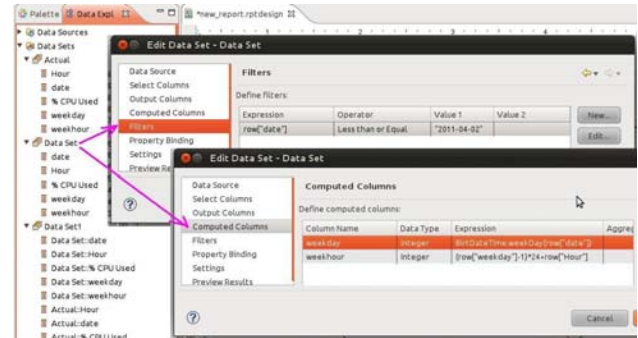 Palette Data Expl *new_report.rptdesign
Data Sources
Data Sets
Actual
Hour
date
% CPU Used
weekday
weekhour
Data Set
date
Hour
% CPU Used
weekday
weekhour
Data Set1
Data Set::date
Data Set::Hour
Data Set::% CPU Used
Data Set::weekday
Data Set::weekhour
Actual::Hour
Actual::date
Actual::% CPU Used
Edit Data Set - Data Set
Data Source
Select Columns
Output Columns
Computed Columns
Filters
Property Binding
Settings
Preview Re
Filters
Define filters:
Expression Operator Value 1 Value 2
row["date"] Less than or Equal "2011-04-02"
New...
Edit...
Edit Data Set - Data Set
Data Source
Select Columns
Output Columns
Computed Columns
Filters
Property Binding
Settings
Preview Results
Computed Columns
Define computed columns:
Column Name Data Type Expression Aggreg
weekday Integer BirtDateTime.weekDay(row["date"])
weekhour Integer (row["weekday"]-1)*24+row["Hour"]
Cancel